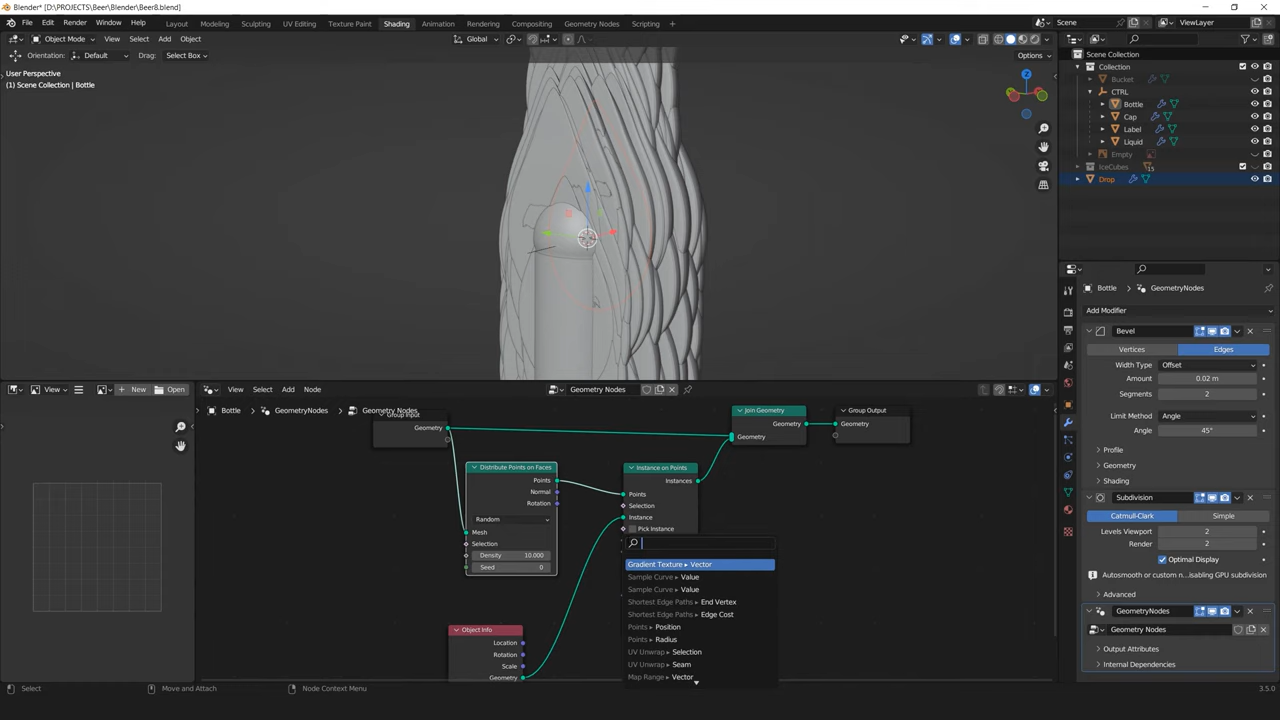 Blender* [D:\PROJECTS\Beer\Blender\Beer8.blend]
File Edit Render Window Help Layout Modeling Sculpting UV Editing Texture Paint Shading Animation Rendering Compositing Geometry Nodes Scripting Scene ViewLayer
Object Mode View Select Add Object Global
Orientation: Default Drag: Select Box Options
User Perspective
(1) Scene Collection | Bottle
Scene Collection
Collection
Bucket
CTRL
Bottle
Cap
Label
Liquid
Empty
IceCubes 15
Drop
Bottle GeometryNodes
Add Modifier
Bevel
Vertices Edges
Width Type Offset
Amount 0.02 m
Segments 2
Limit Method Angle
Angle 45°
Profile
Geometry
Shading
Subdivision
Catmull-Clark Simple
Levels Viewport 2
Render 2
Optimal Display
Autosmooth or custom n...isabling GPU subdivision
Advanced
GeometryNodes
Geometry Nodes
Output Attributes
Internal Dependencies
View New Open
View Select Add Node Geometry Nodes
Bottle GeometryNodes Geometry Nodes
Group Input
Geometry
Distribute Points on Faces
Points
Normal
Rotation
Random
Mesh
Selection
Density 10.000
Seed 0
Object Info
Location
Rotation
Scale
Geometry
Instance on Points
Instances
Points
Selection
Instance
Pick Instance
Join Geometry
Geometry
Geometry
Group Output
Geometry
Gradient Texture ▸ Vector
Sample Curve ▸ Value
Sample Curve ▸ Value
Shortest Edge Paths ▸ End Vertex
Shortest Edge Paths ▸ Edge Cost
Points ▸ Position
Points ▸ Radius
UV Unwrap ▸ Selection
UV Unwrap ▸ Seam
Map Range ▸ Vector
Select Move and Attach Node Context Menu 3.5.0